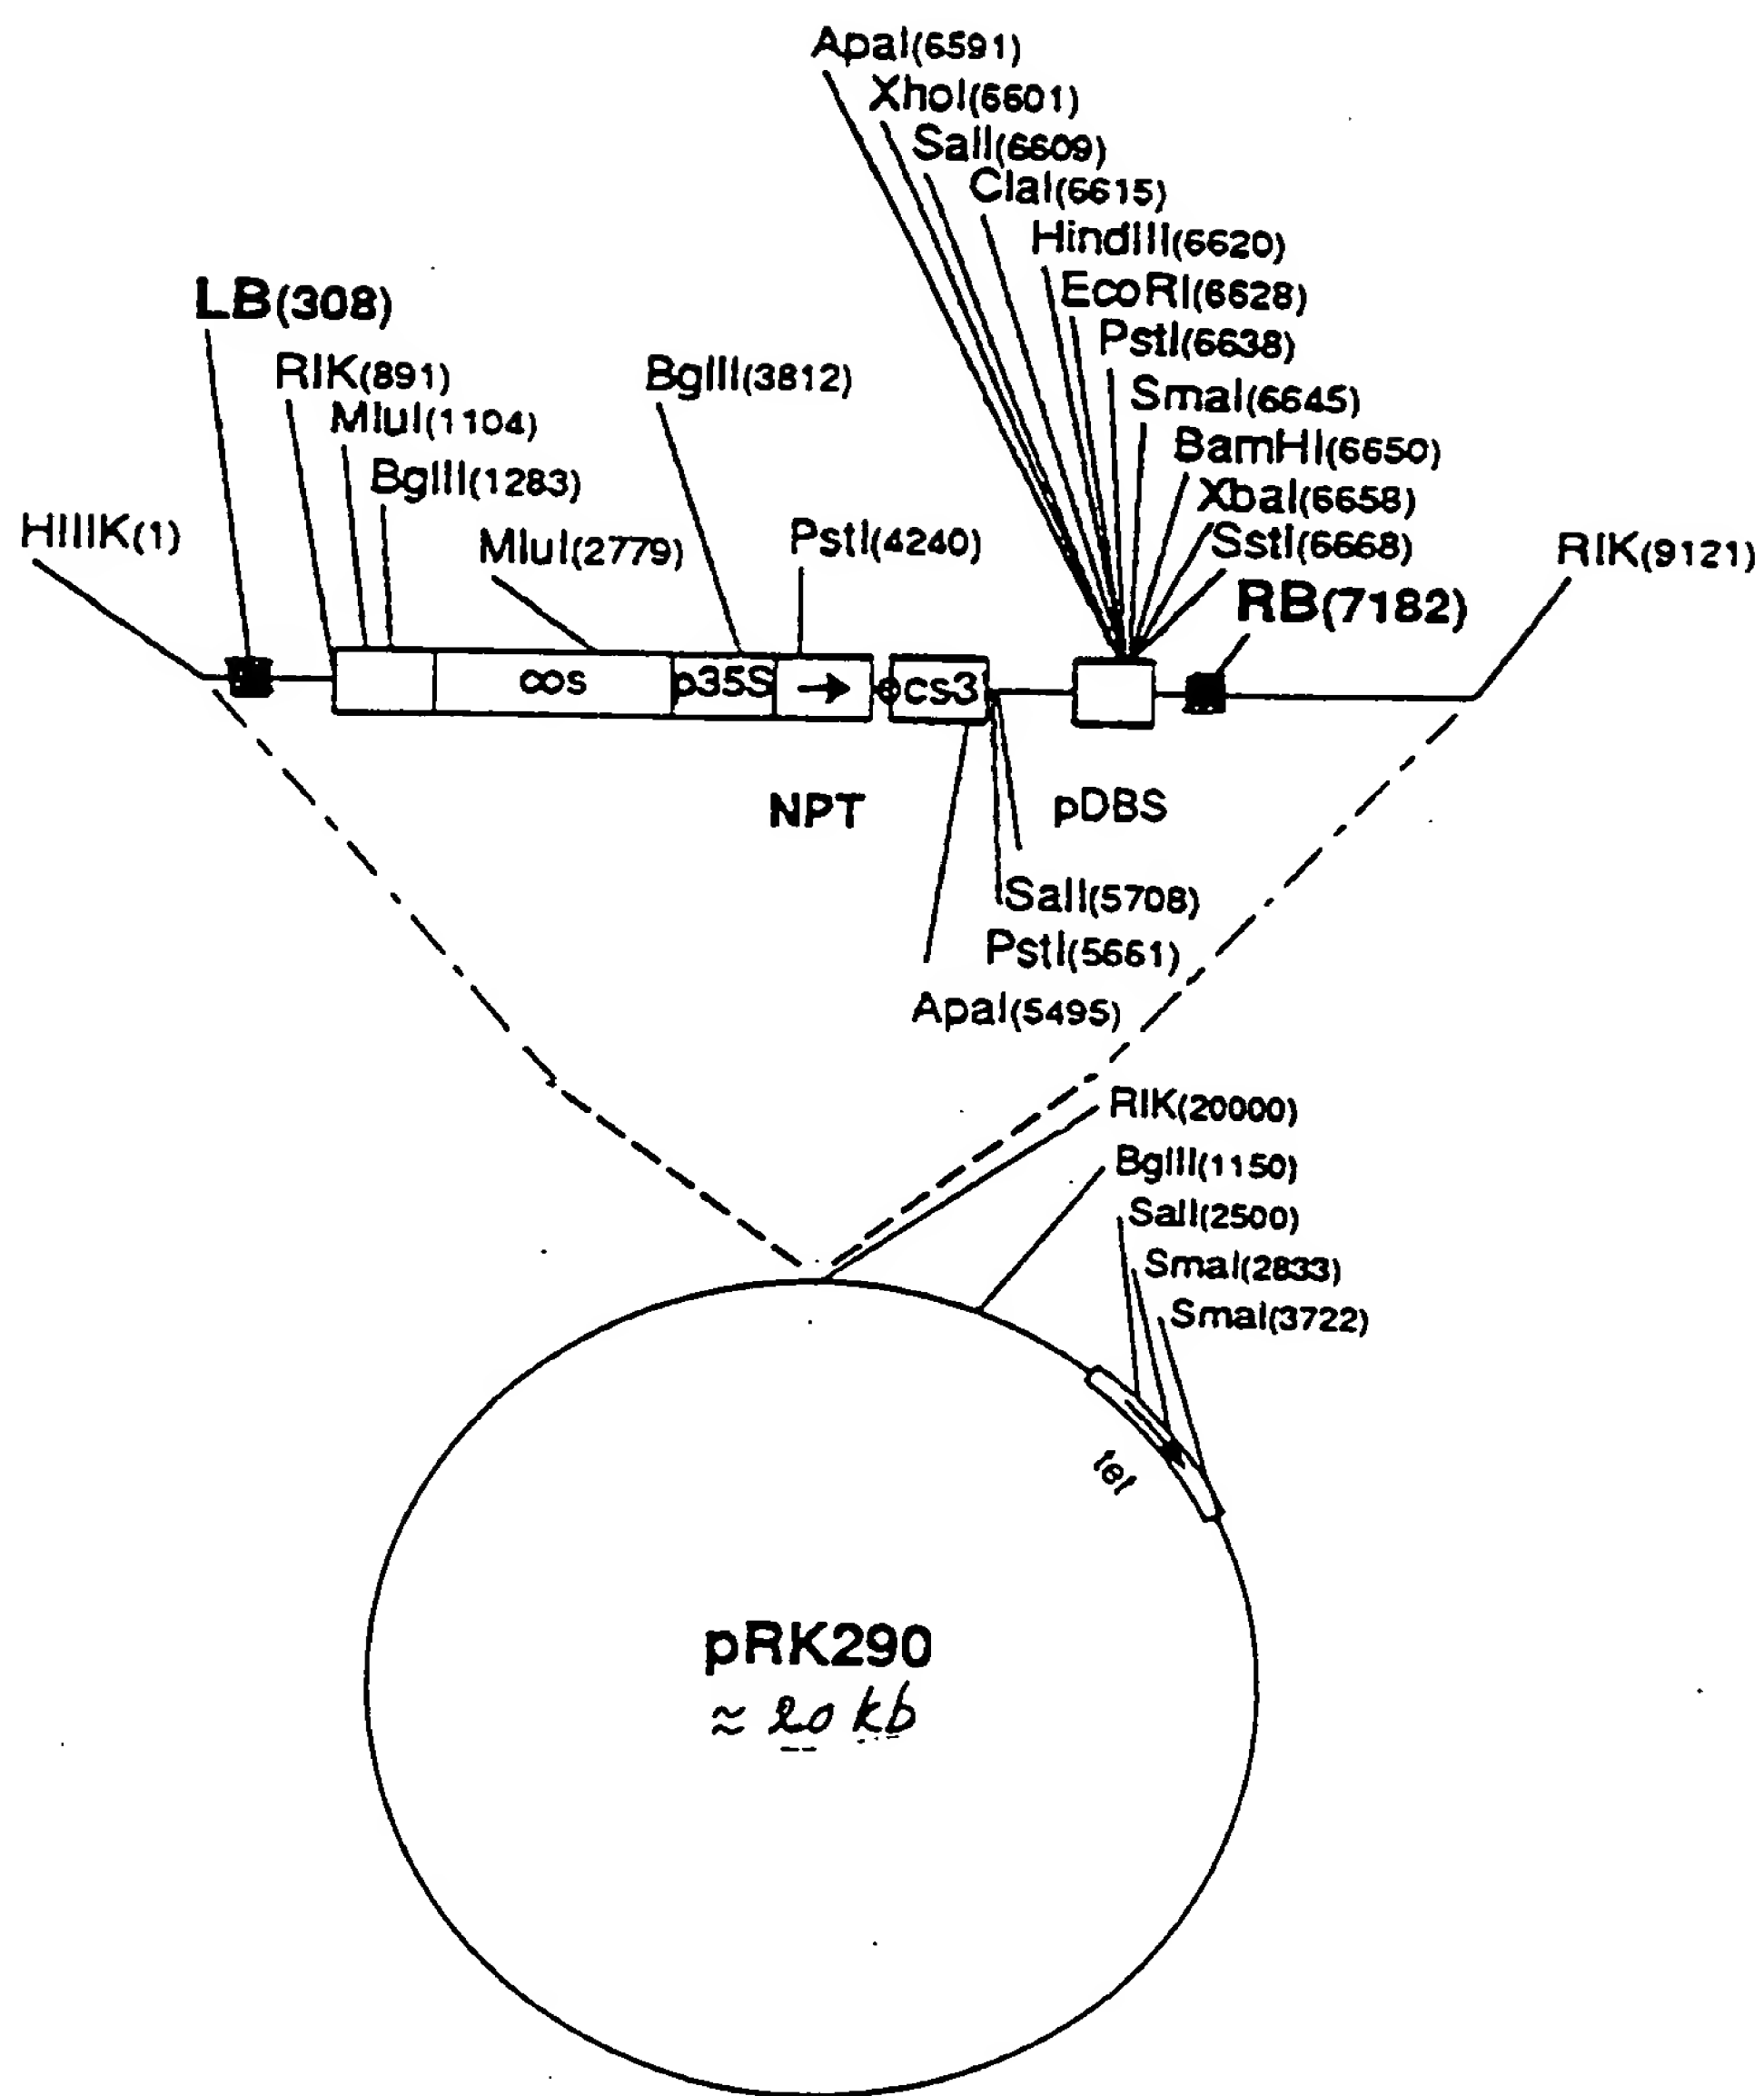 ApaI(6591)
XhoI(6601)
SalI(6609)
ClaI(6615)
HindIII(6620)
EcoRI(6628)
PstI(6638)
SmaI(6645)
BamHI(6650)
XbaI(6658)
SstI(6668)
LB(308)
RIK(891)
MluI(1104)
BglII(1283)
HIIIK(1)
MluI(2779)
BglII(3812)
PstI(4240)
RB(7182)
RIK(9121)
cos
p35S
cs3
NPT
pDBS
SalI(5708)
PstI(5661)
ApaI(5495)
RIK(20000)
BglII(1150)
SalI(2500)
SmaI(2833)
SmaI(3722)
tet
pRK290
≈ 20 kb